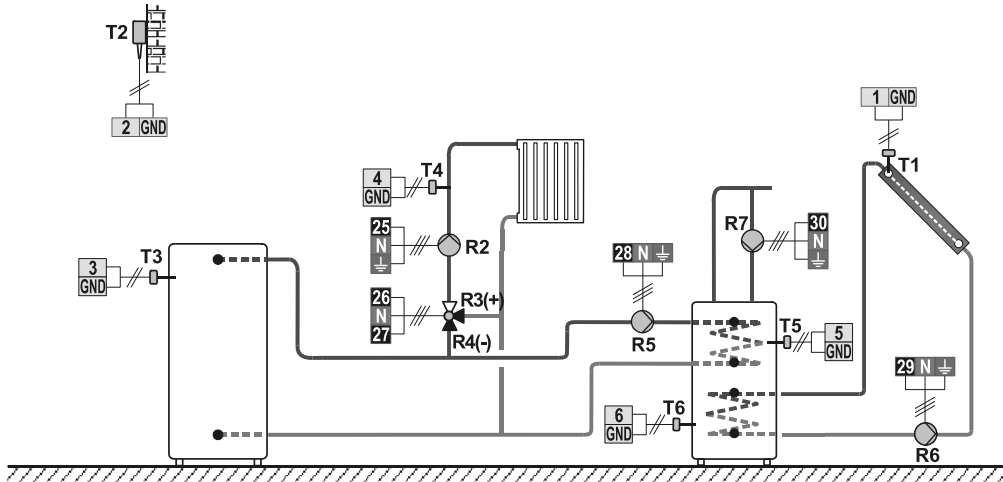 T2
2 GND
1 GND
T1
4
GND
T4
25
N
R2
R7
30
N
28 N
T3
3
GND
26
N
27
R3(+)
R4(-)
R5
T5
5
GND
29 N
T6
6
GND
R6